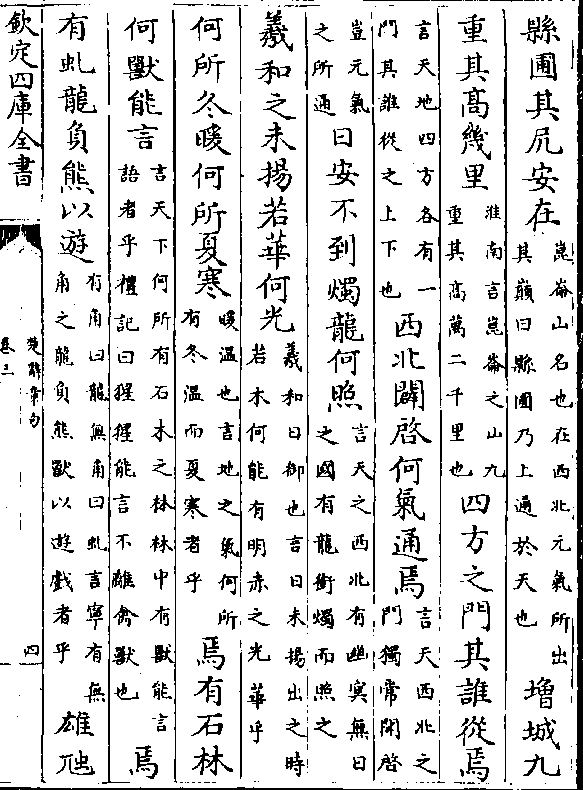 縣圃其凥安在崑崙山名也在西北元氣所出其巔曰縣圃乃上通於天也增城九
重其髙幾里淮南言崑崙之山九重其髙萬二千里也四方之門其誰從焉
言天地四方各有一門其誰從之上下也西北闢啓何氣通焉言天西北之門獨常開啓
豈元氣之所通日安不到燭龍何照言天之西北有幽冥無日之國有龍銜燭而照之
羲和之未揚若華何光羲和日御也言日未揚出之時若木何能有明赤之光華乎
何所冬暖何所夏寒暖温也言地之氣何所有冬温而夏寒者乎焉有石林
何獸能言言天下何所有石木之林林中有獸能言語者乎禮記曰猩猩能言不離禽獸也焉
有虬龍負熊以遊有角曰龍無角曰虬言寧有無角之龍負熊獸以遊戲者乎雄虺
欽定四庫全書
楚辭章句
卷三
四